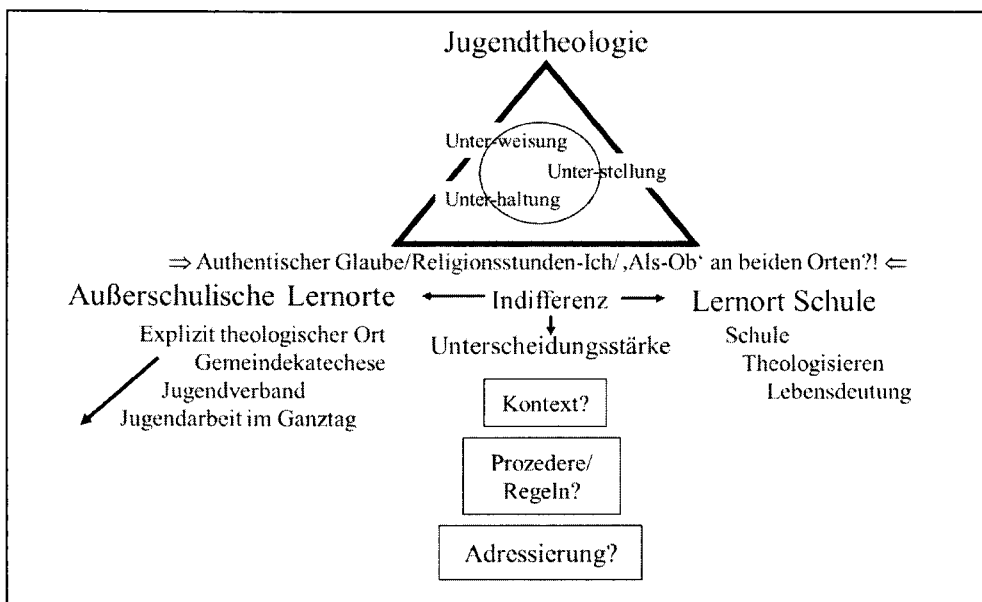 Jugendtheologie
Unter-weisung
Unter-stellung
Unter-haltung
⇒ Authentischer Glaube/Religionsstunden-Ich/ ‚Als-Ob‘ an beiden Orten?! ⇐
Außerschulische Lernorte
Indifferenz
Lernort Schule
Explizit theologischer Ort
Gemeindekatechese
Jugendverband
Jugendarbeit im Ganztag
Unterscheidungsstärke
Schule
Theologisieren
Lebensdeutung
Kontext?
Prozedere/
Regeln?
Adressierung?